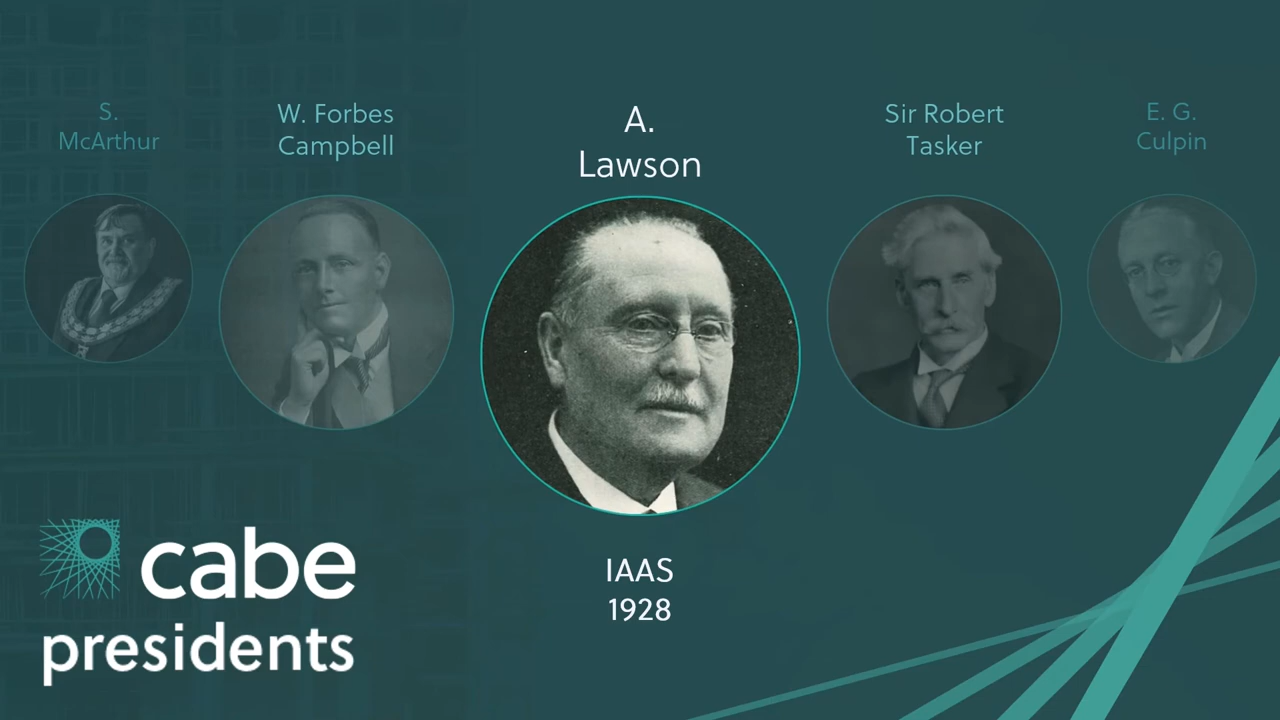 S.
McArthur
W. Forbes
Campbell
A.
Lawson
Sir Robert
Tasker
E. G.
Culpin
IAAS
1928
cabe
presidents